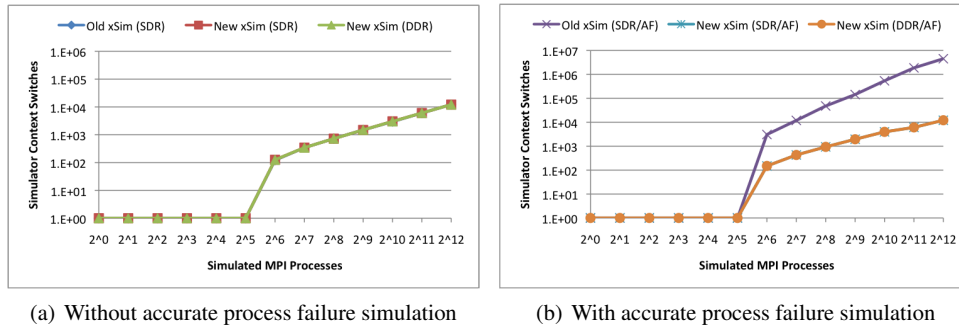 Old xSim (SDR) New xSim (SDR) New xSim (DDR)
1.E+06
1.E+05
1.E+04
1.E+03
1.E+02
1.E+01
1.E+00
Simulator Context Switches
2^0 2^1 2^2 2^3 2^4 2^5 2^6 2^7 2^8 2^9 2^10 2^11 2^12
Simulated MPI Processes
(a) Without accurate process failure simulation
Old xSim (SDR/AF) New xSim (SDR/AF) New xSim (DDR/AF)
1.E+07
1.E+06
1.E+05
1.E+04
1.E+03
1.E+02
1.E+01
1.E+00
Simulator Context Switches
2^0 2^1 2^2 2^3 2^4 2^5 2^6 2^7 2^8 2^9 2^10 2^11 2^12
Simulated MPI Processes
(b) With accurate process failure simulation